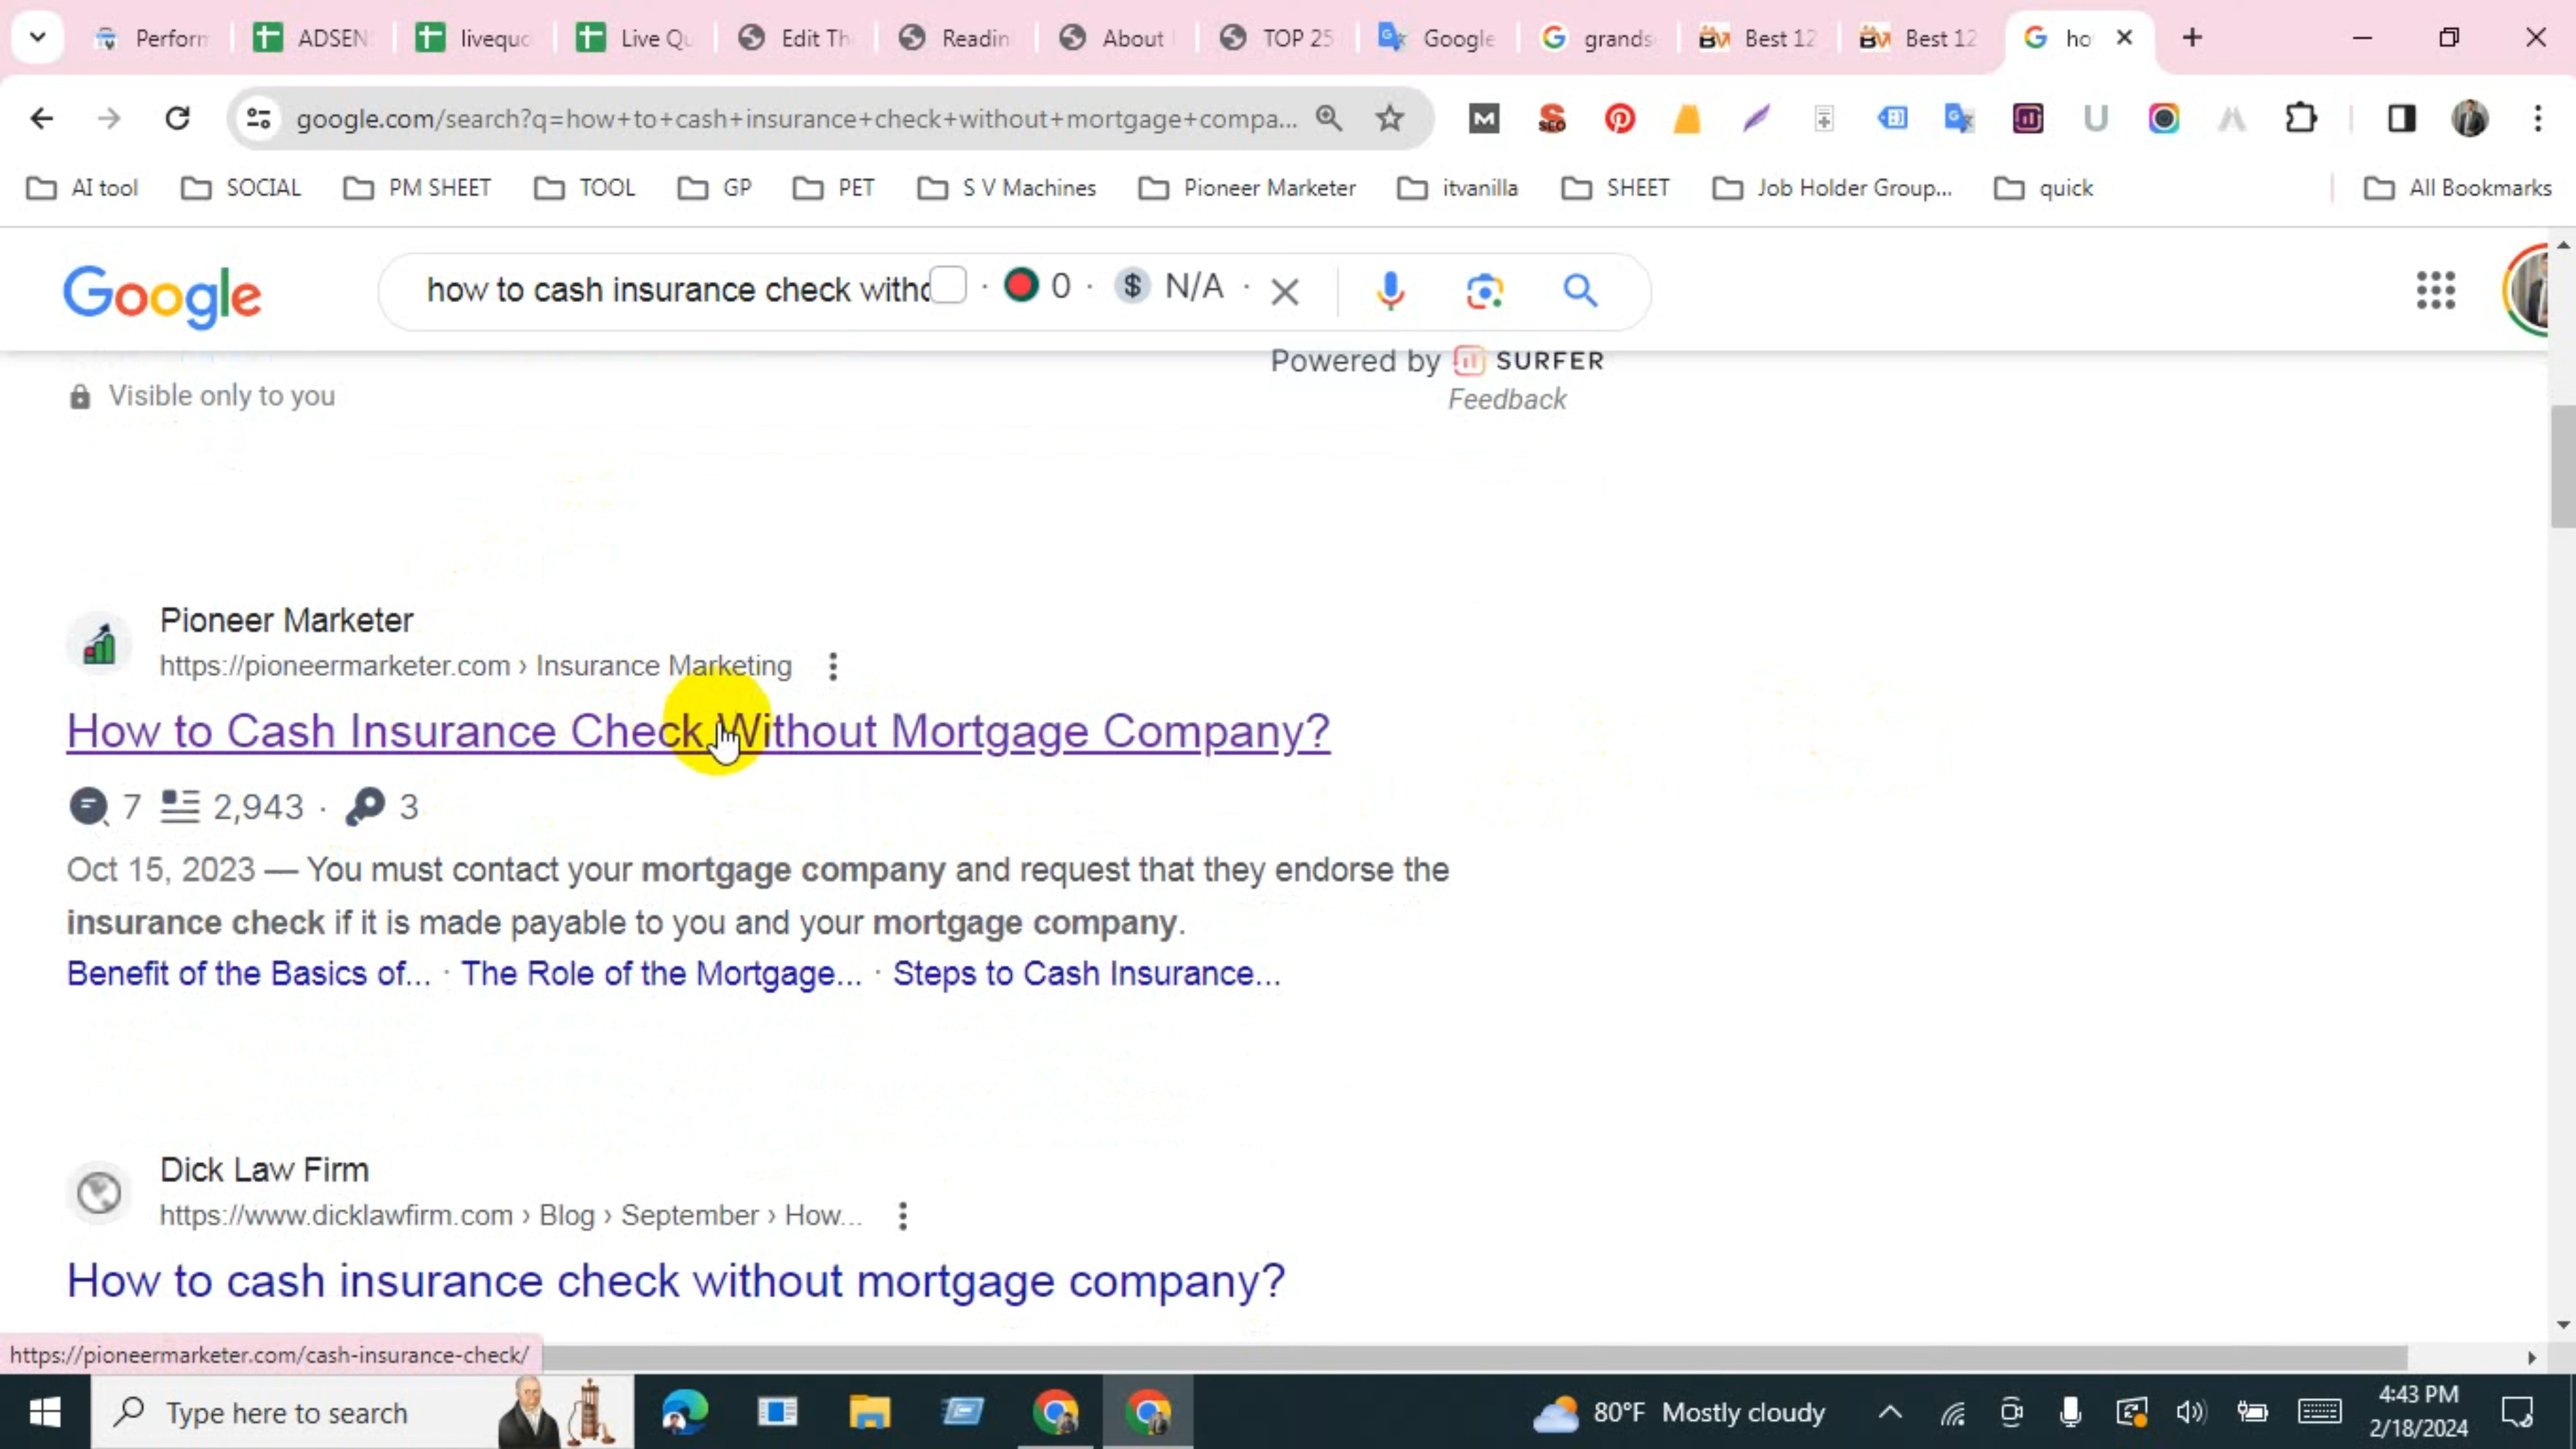 Perform
ADSEN
livequo
Live Qu
Edit Th
Readin
About
TOP 25
Google
grands
Best 12
Best 12
ho
google.com/search?q=how+to+cash+insurance+check+without+mortgage+compa...
AI tool
SOCIAL
PM SHEET
TOOL
GP
PET
S V Machines
Pioneer Marketer
itvanilla
SHEET
Job Holder Group...
quick
All Bookmarks
Google
how to cash insurance check witho
· 0 · $ N/A ·
Powered by SURFER
Visible only to you
Feedback
Pioneer Marketer
https://pioneermarketer.com › Insurance Marketing
How to Cash Insurance Check Without Mortgage Company?
7 2,943 · 3
Oct 15, 2023 — You must contact your mortgage company and request that they endorse the
insurance check if it is made payable to you and your mortgage company.
Benefit of the Basics of... · The Role of the Mortgage... · Steps to Cash Insurance...
Dick Law Firm
https://www.dicklawfirm.com › Blog › September › How...
How to cash insurance check without mortgage company?
https://pioneermarketer.com/cash-insurance-check/
Type here to search
80°F Mostly cloudy
4:43 PM
2/18/2024